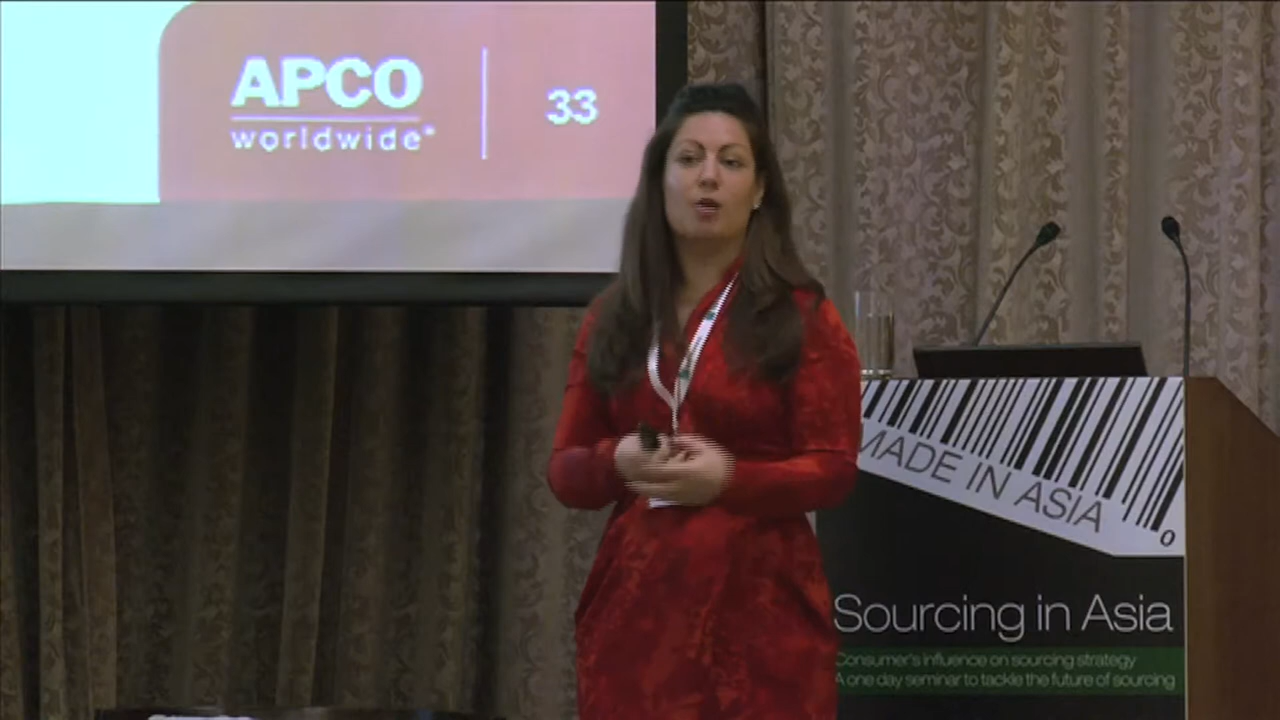 APCO
worldwide®
33
MADE IN ASIA
0
Sourcing in Asia
Consumer's influence on sourcing strategy
A one day seminar to tackle the future of sourcing